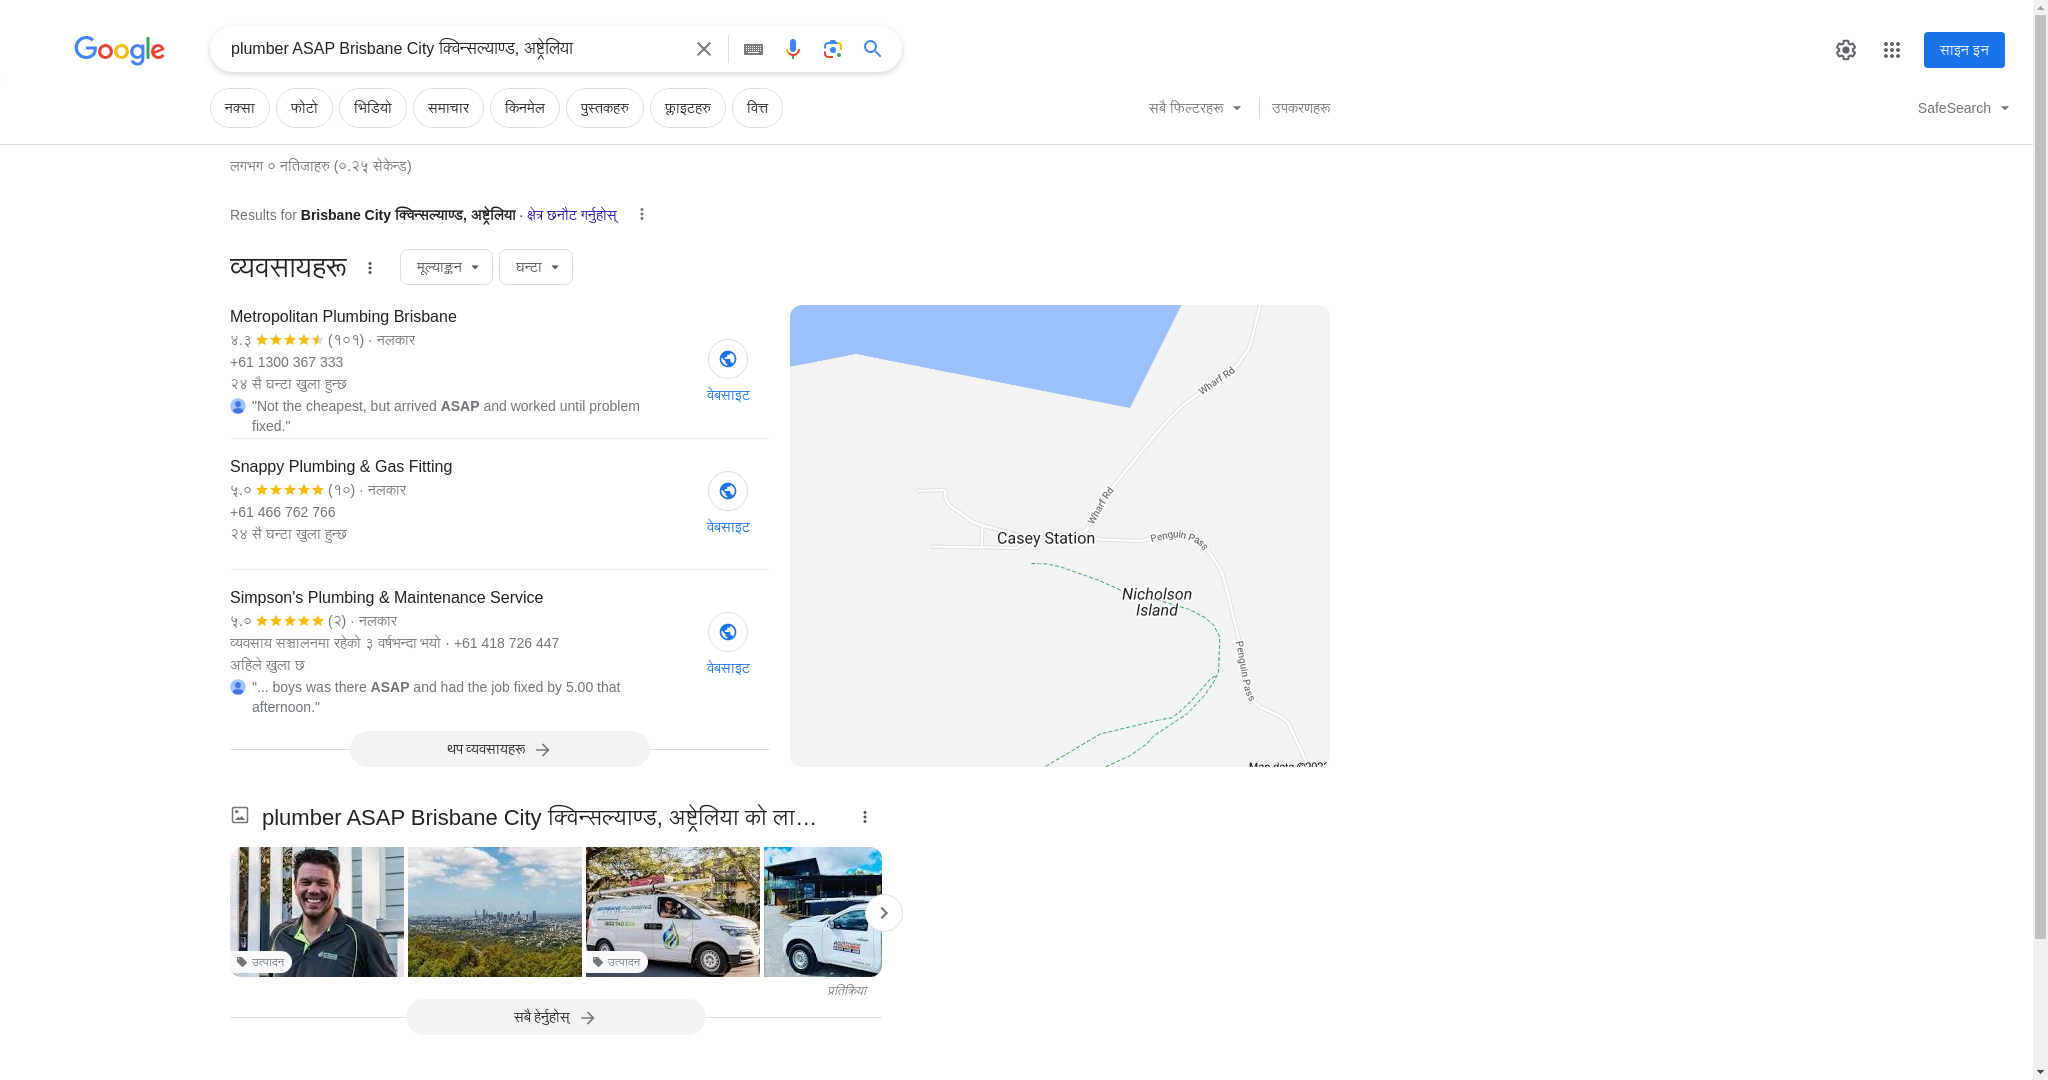 Google
plumber ASAP Brisbane City क्विन्सल्याण्ड, अष्ट्रेलिया
साइन इन
नक्सा
फोटो
भिडियो
समाचार
किनमेल
पुस्तकहरु
फ्लाइटहरु
वित्त
सबै फिल्टरहरू
उपकरणहरू
SafeSearch
लगभग ० नतिजाहरु (०.२५ सेकेन्ड)
Results for Brisbane City क्विन्सल्याण्ड, अष्ट्रेलिया · क्षेत्र छनौट गर्नुहोस्
व्यवसायहरू
मूल्याङ्कन
घन्टा
Metropolitan Plumbing Brisbane
४.३ (१०१) · नलकार
+61 1300 367 333
२४ सै घन्टा खुला हुन्छ
"Not the cheapest, but arrived ASAP and worked until problem
fixed."
वेबसाइट
Snappy Plumbing & Gas Fitting
५.० (१०) · नलकार
+61 466 762 766
२४ सै घन्टा खुला हुन्छ
वेबसाइट
Simpson's Plumbing & Maintenance Service
५.० (२) · नलकार
व्यवसाय सञ्चालनमा रहेको ३ वर्षभन्दा भयो · +61 418 726 447
अहिले खुला छ
"... boys was there ASAP and had the job fixed by 5.00 that
afternoon."
वेबसाइट
थप व्यवसायहरू
Wharf Rd
Wharf Rd
Casey Station
Penguin Pass
Nicholson
Island
Penguin Pass
Map data ©202
plumber ASAP Brisbane City क्विन्सल्याण्ड, अष्ट्रेलिया को ला…
उत्पादन
उत्पादन
प्रतिक्रिया
सबै हेर्नुहोस्